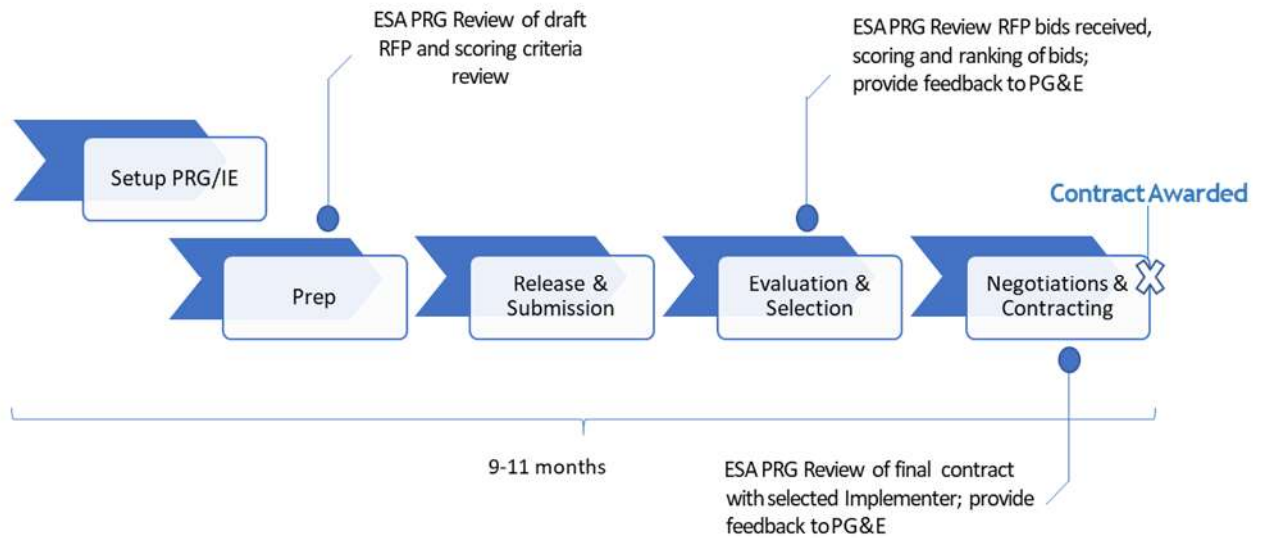 ESA PRG Review of draft
RFP and scoring criteria
review
ESA PRG Review RFP bids received,
scoring and ranking of bids;
provide feedback to PG&E
Setup PRG/IE
Contract Awarded
Prep
Release &
Submission
Evaluation &
Selection
Negotiations &
Contracting
9-11 months
ESA PRG Review of final contract
with selected Implementer; provide
feedback to PG&E